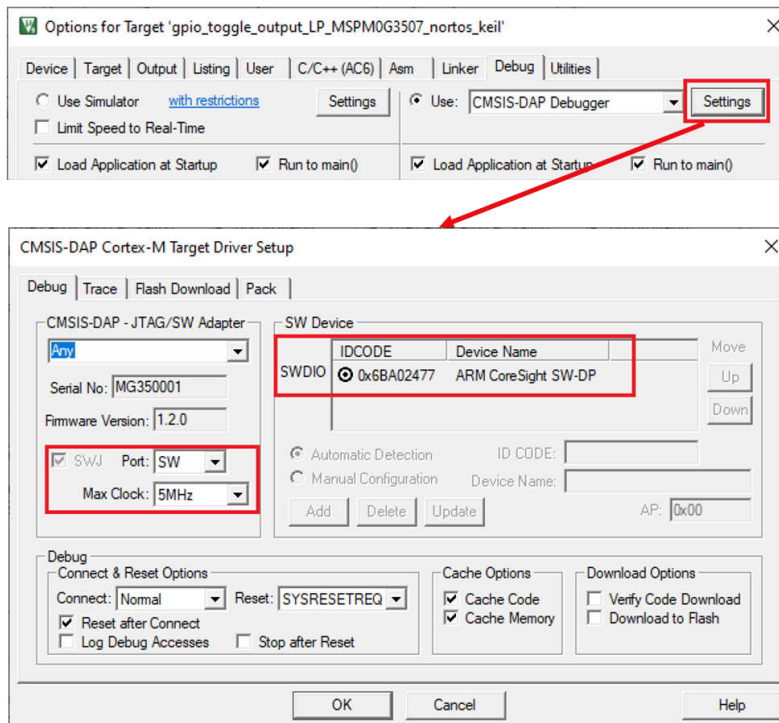 Options for Target 'gpio_toggle_output_LP_MSPM0G3507_nortos_keil'
Device | Target | Output | Listing | User | C/C++ (AC6) | Asm | Linker Debug | Utilities |
Use Simulator with restrictions Settings Use: CMSIS-DAP Debugger Settings
Limit Speed to Real-Time
Load Application at Startup Run to main() Load Application at Startup Run to main()
CMSIS-DAP Cortex-M Target Driver Setup
Debug | Trace | Flash Download | Pack |
CMSIS-DAP - JTAG/SW Adapter
Any
Serial No: MG350001
Firmware Version: 1.2.0
SWJ Port: SW
Max Clock: 5MHz
SW Device
IDCODE Device Name Move
SWDIO 0x6BA02477 ARM CoreSight SW-DP Up
Down
Automatic Detection ID CODE:
Manual Configuration Device Name:
Add Delete Update AP: 0x00
Debug
Connect & Reset Options
Connect: Normal Reset: SYSRESETREQ
Reset after Connect
Log Debug Accesses Stop after Reset
Cache Options
Cache Code
Cache Memory
Download Options
Verify Code Download
Download to Flash
OK Cancel Help